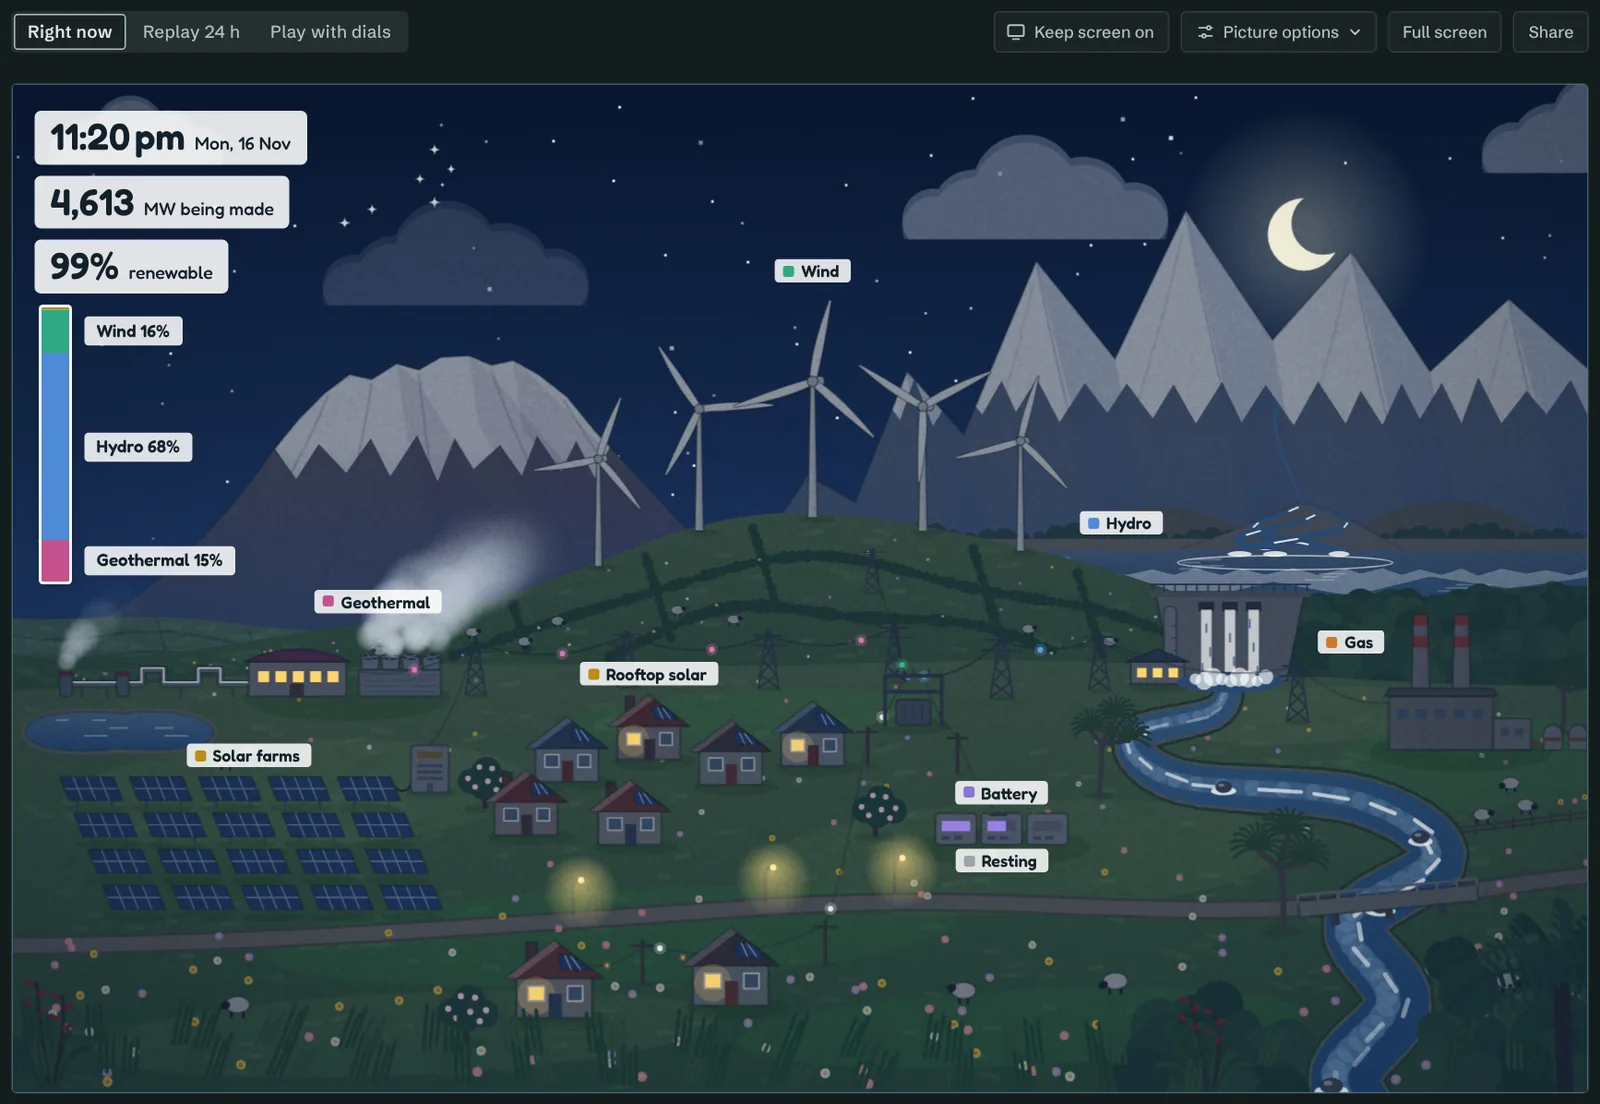 Right now
Replay 24 h
Play with dials
Keep screen on
Picture options
Full screen
Share
11:20 pm Mon, 16 Nov
4,613 MW being made
99% renewable
Wind 16%
Hydro 68%
Geothermal 15%
Wind
Hydro
Geothermal
Gas
Rooftop solar
Solar farms
Battery
Resting